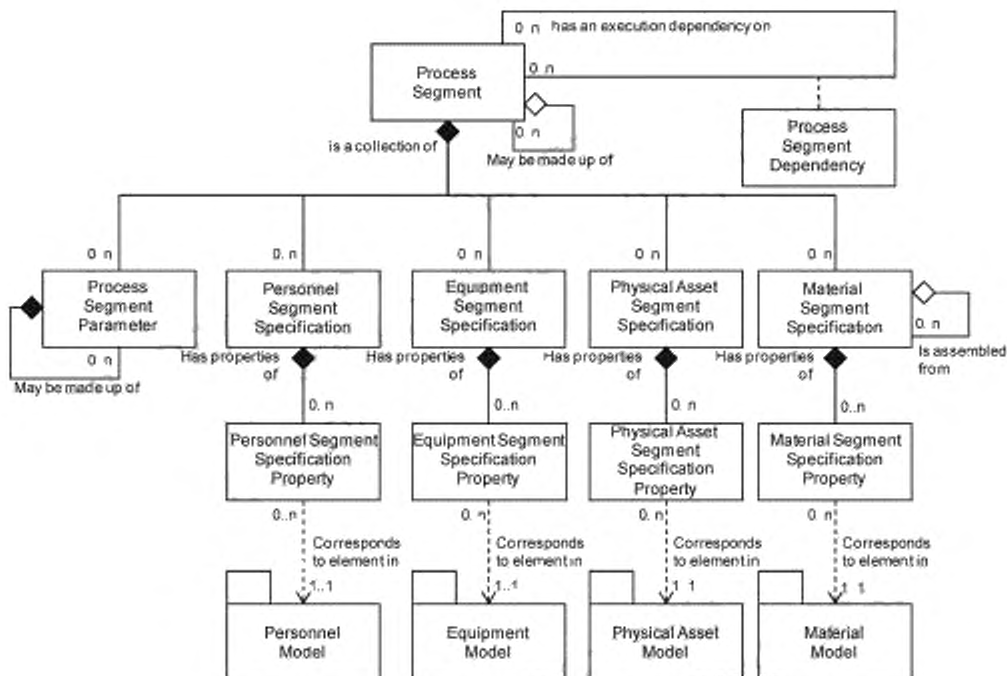 0 n has an execution dependency on
Process
Segment
0 n
0 n
is a collection of
May be made up of
Process
Segment
Dependency
0 n
0. n
0 n
0 n
0 n
Process
Segment
Parameter
Personnel
Segment
Specification
Equipment
Segment
Specification
Physical Asset
Segment
Specification
Material
Segment
Specification
0 n
0 n
May be made up of
Has properties
of
Has properties
of
Has properties
of
Has properties
of
Is assembled
from
0. n
0..n
0. n
0..n
Personnel Segment
Specification
Property
Equipment Segment
Specification
Property
Physical Asset
Segment
Specification
Property
Material Segment
Specification
Property
0..n
0. n
0. n
0. n
Corresponds
to element in
Corresponds
to element in
Corresponds
to element in
Corresponds
to element in
1..1
1..1
1 1
1 1
Personnel
Model
Equipment
Model
Physical Asset
Model
Material
Model